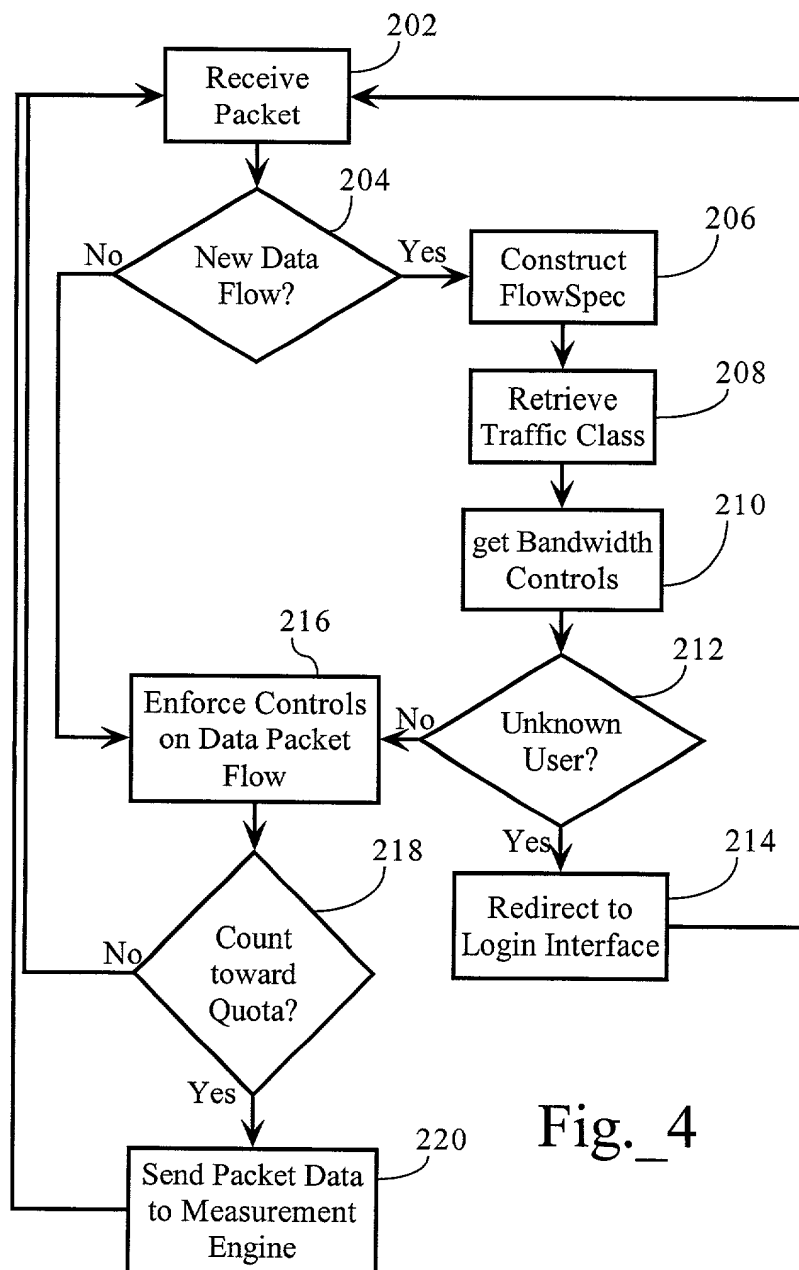 202
Receive
Packet
204
No
New Data
Flow?
Yes
206
Construct
FlowSpec
208
Retrieve
Traffic Class
210
get Bandwidth
Controls
216
Enforce Controls
on Data Packet
Flow
No
212
Unknown
User?
Yes
214
Redirect to
Login Interface
218
No
Count
toward
Quota?
Yes
220
Send Packet Data
to Measurement
Engine
Fig._4